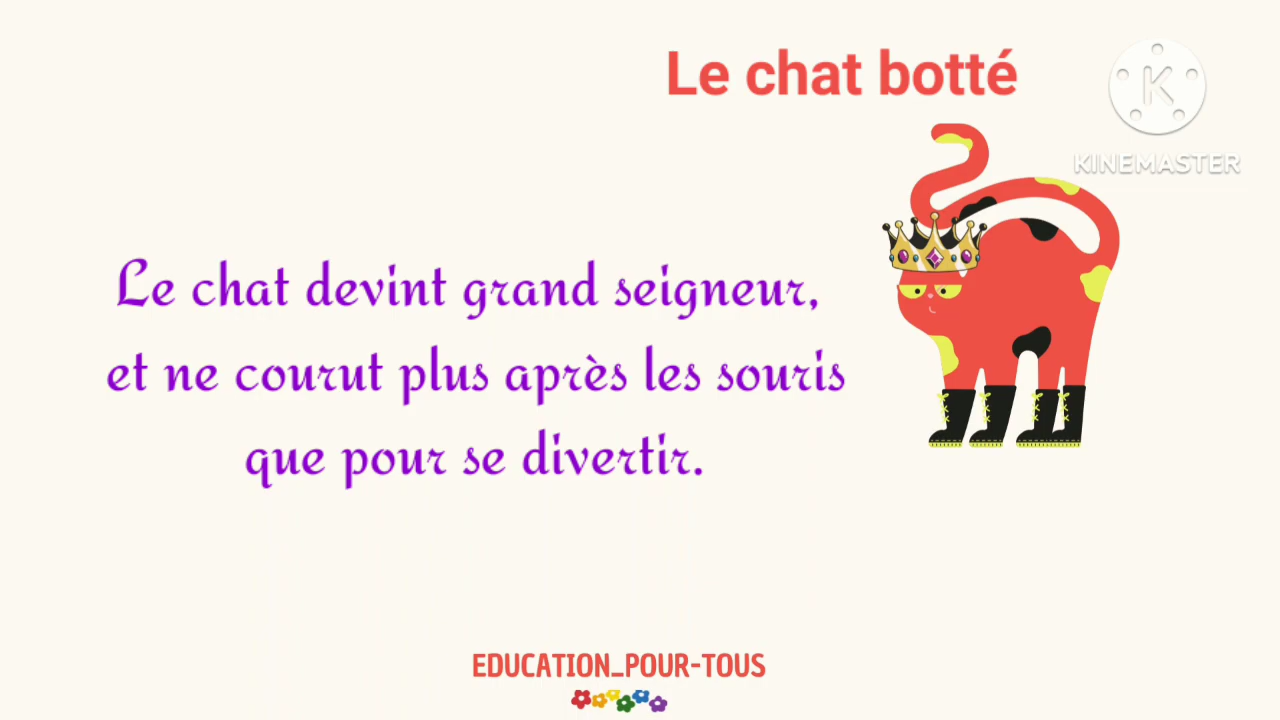 Le chat botté
K
KINEMASTER
Le chat devint grand seigneur,
et ne courut plus après les souris
que pour se divertir.
EDUCATION_POUR-TOUS